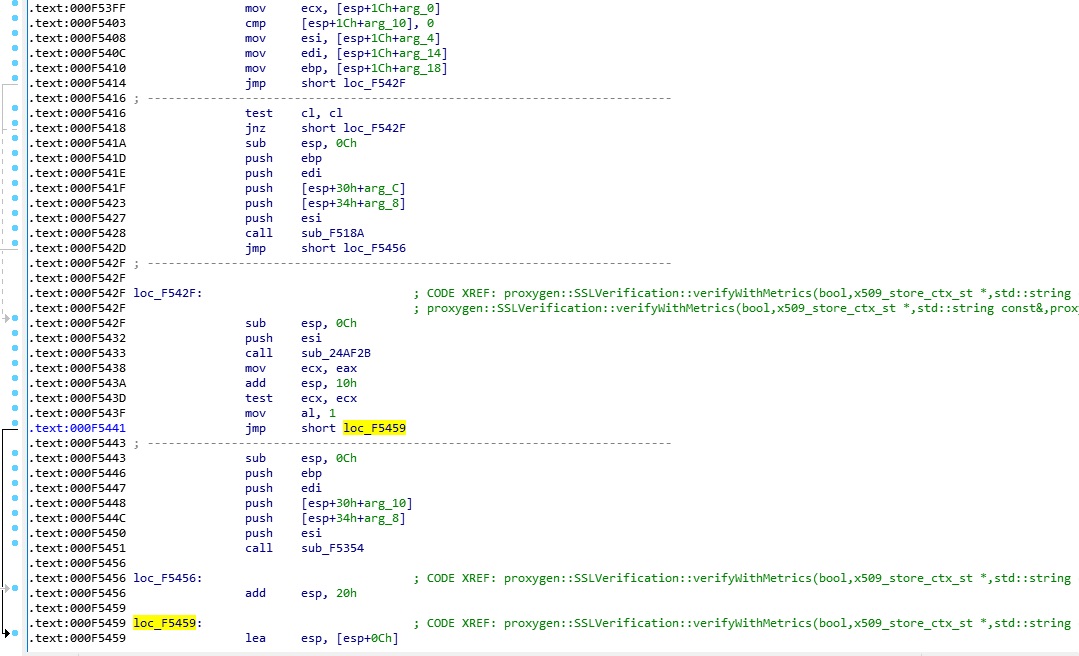 .text:000F53FF mov ecx, [esp+1Ch+arg_0]
.text:000F5403 cmp [esp+1Ch+arg_10], 0
.text:000F5408 mov esi, [esp+1Ch+arg_4]
.text:000F540C mov edi, [esp+1Ch+arg_14]
.text:000F5410 mov ebp, [esp+1Ch+arg_18]
.text:000F5414 jmp short loc_F542F
.text:000F5416 ; ---------------------------------------------------------------------------
.text:000F5416 test cl, cl
.text:000F5418 jnz short loc_F542F
.text:000F541A sub esp, 0Ch
.text:000F541D push ebp
.text:000F541E push edi
.text:000F541F push [esp+30h+arg_C]
.text:000F5423 push [esp+34h+arg_8]
.text:000F5427 push esi
.text:000F5428 call sub_F518A
.text:000F542D jmp short loc_F5456
.text:000F542F ; ---------------------------------------------------------------------------
.text:000F542F
.text:000F542F loc_F542F: ; CODE XREF: proxygen::SSLVerification::verifyWithMetrics(bool,x509_store_ctx_st *,std::string
.text:000F542F ; proxygen::SSLVerification::verifyWithMetrics(bool,x509_store_ctx_st *,std::string const&,proxy
.text:000F542F sub esp, 0Ch
.text:000F5432 push esi
.text:000F5433 call sub_24AF2B
.text:000F5438 mov ecx, eax
.text:000F543A add esp, 10h
.text:000F543D test ecx, ecx
.text:000F543F mov al, 1
.text:000F5441 jmp short loc_F5459
.text:000F5443 ; ---------------------------------------------------------------------------
.text:000F5443 sub esp, 0Ch
.text:000F5446 push ebp
.text:000F5447 push edi
.text:000F5448 push [esp+30h+arg_10]
.text:000F544C push [esp+34h+arg_8]
.text:000F5450 push esi
.text:000F5451 call sub_F5354
.text:000F5456
.text:000F5456 loc_F5456: ; CODE XREF: proxygen::SSLVerification::verifyWithMetrics(bool,x509_store_ctx_st *,std::string
.text:000F5456 add esp, 20h
.text:000F5459
.text:000F5459 loc_F5459: ; CODE XREF: proxygen::SSLVerification::verifyWithMetrics(bool,x509_store_ctx_st *,std::string
.text:000F5459 lea esp, [esp+0Ch]